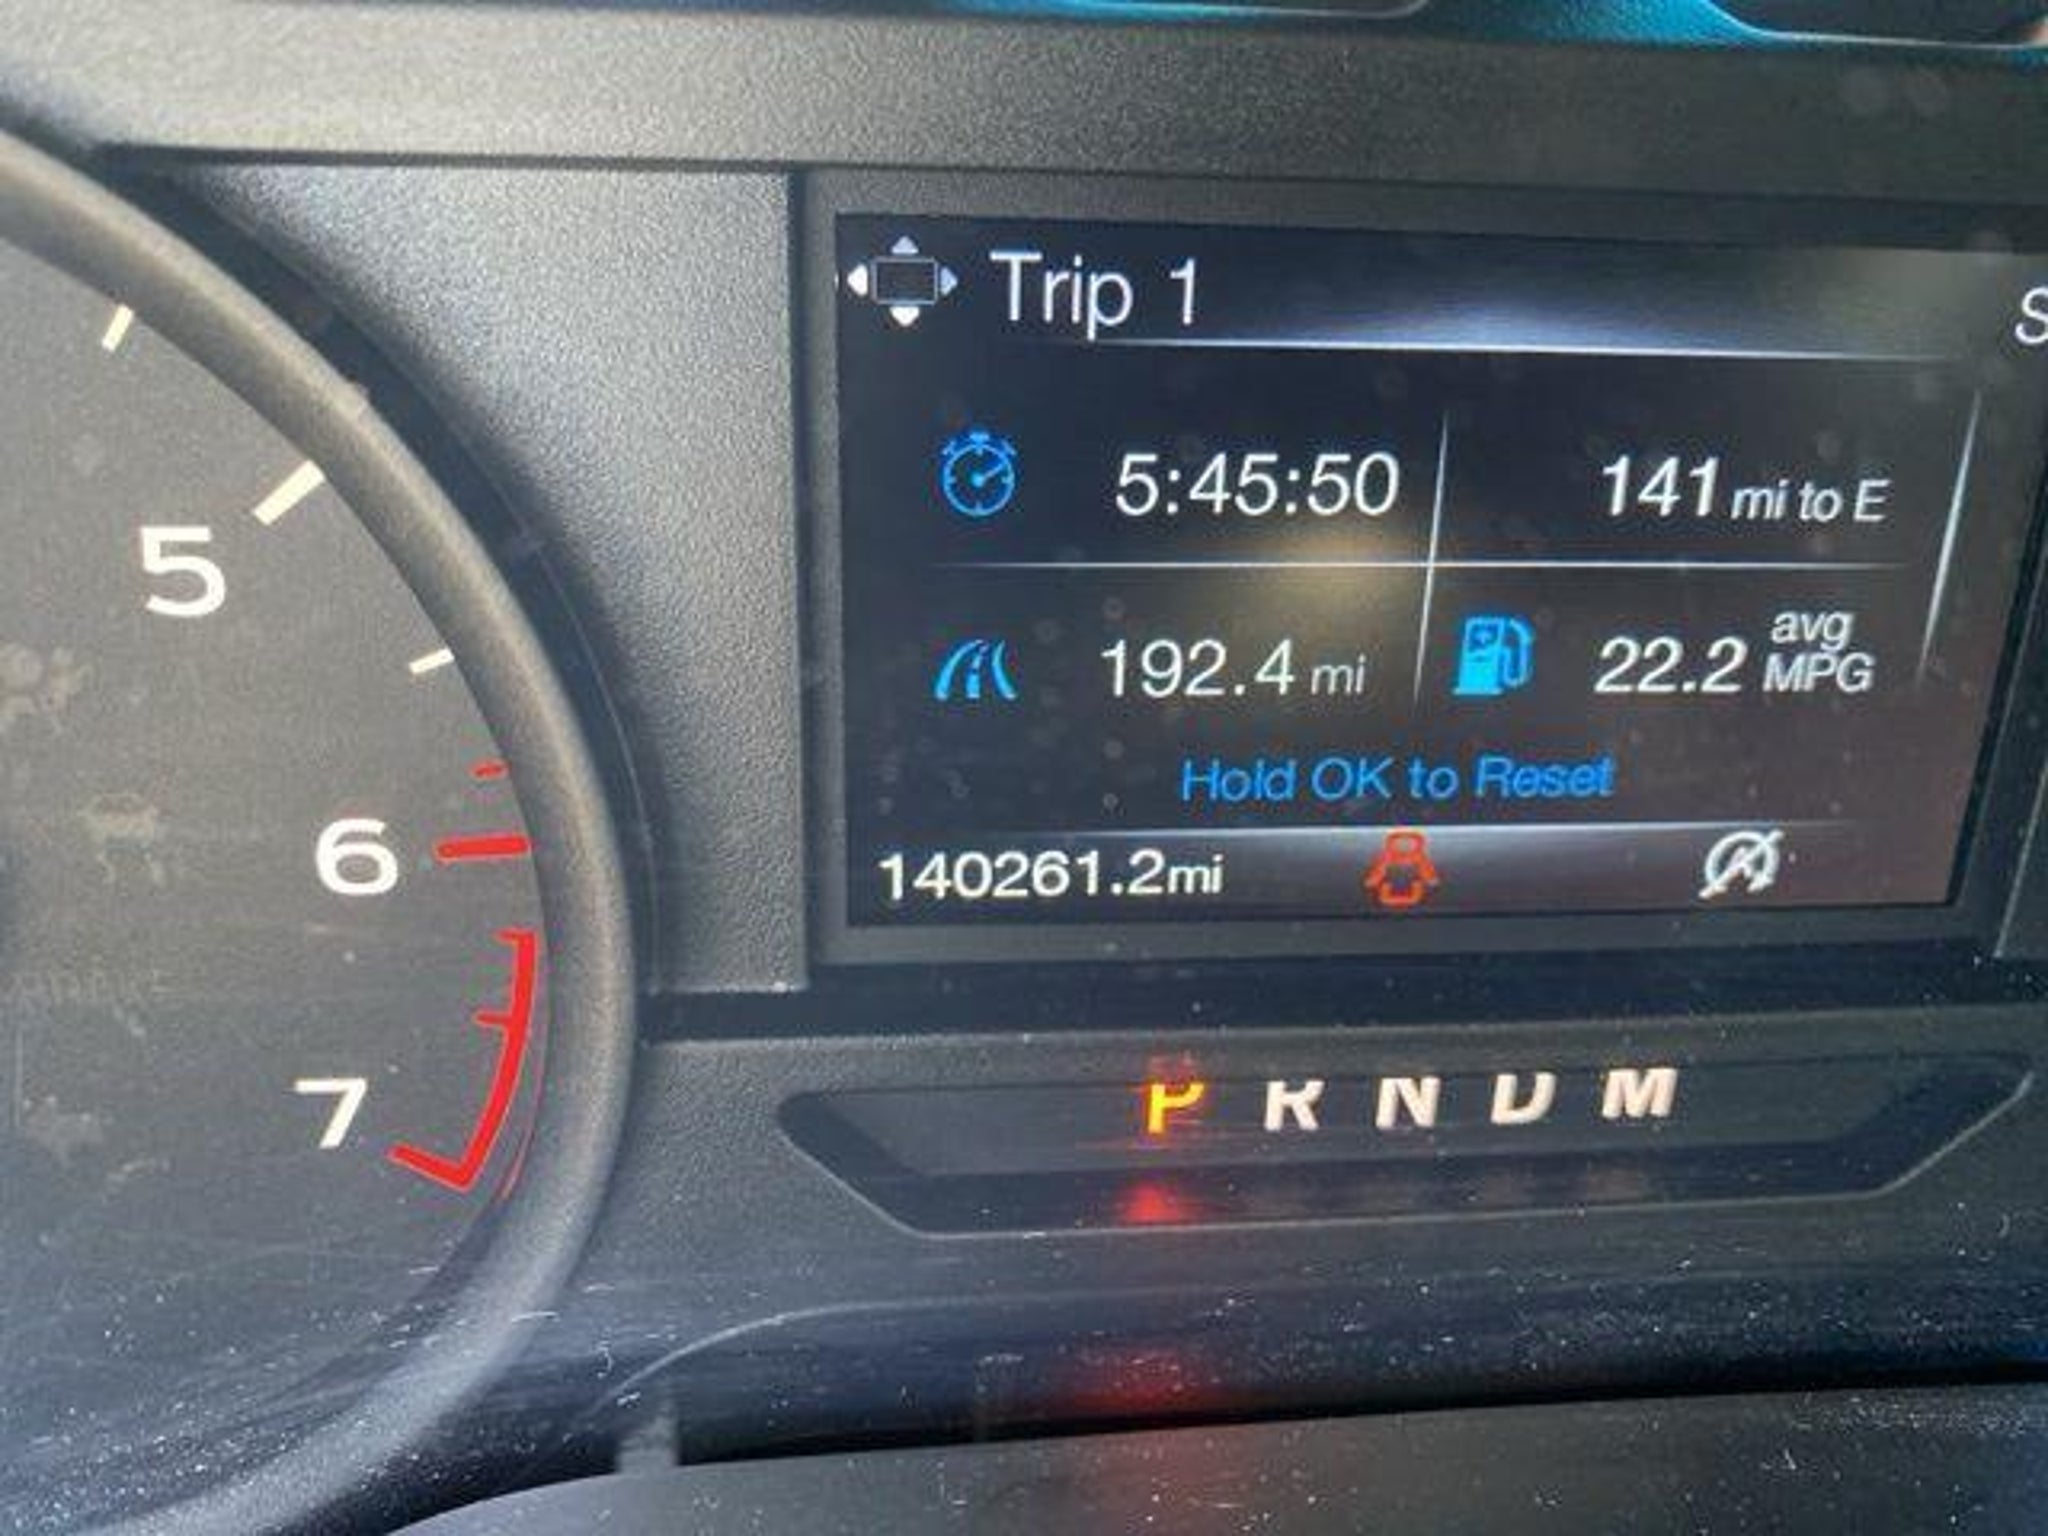 Trip 1
S
5:45:50
141 mi to E
192.4 mi
22.2 avg MPG
Hold OK to Reset
140261.2mi
5
6
7
P R N D M